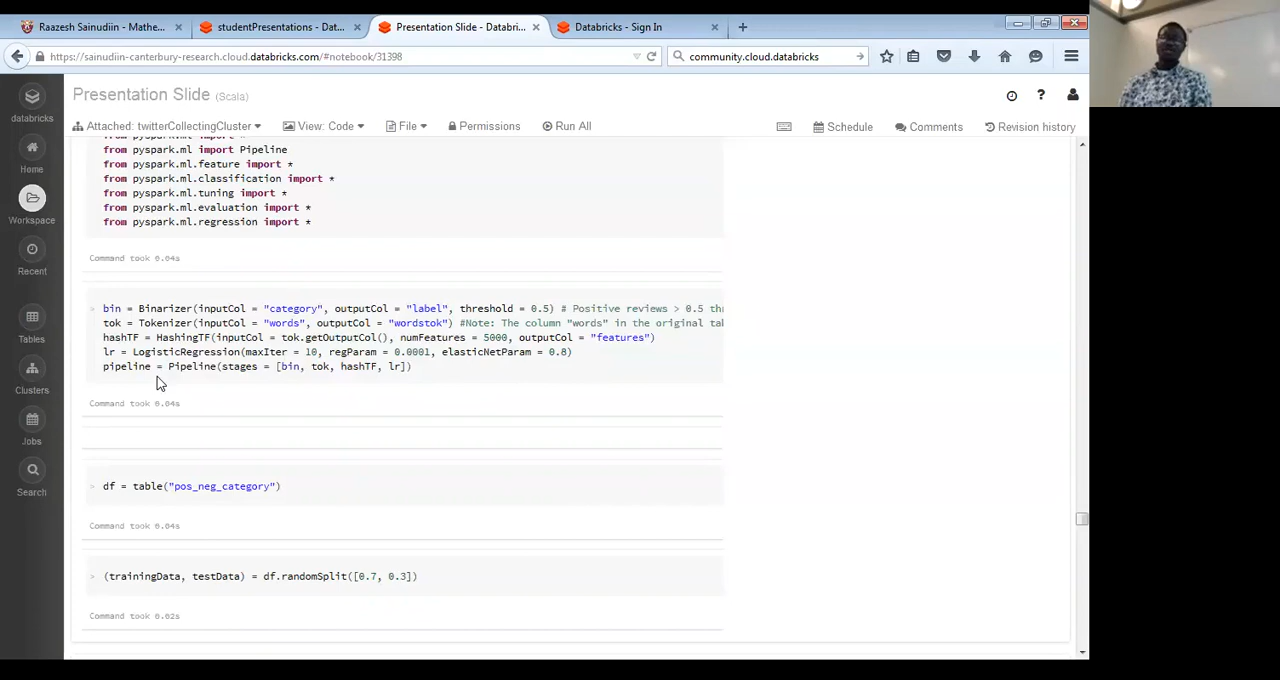 Raazesh Sainudiin - Mathe...
studentPresentations - Dat...
Presentation Slide - Databri...
Databricks - Sign In
https://sainudiin-canterbury-research.cloud.databricks.com/#notebook/31398
community.cloud.databricks
Presentation Slide (Scala)
Attached: twitterCollectingCluster
View: Code
File
Permissions
Run All
Schedule
Comments
Revision history
databricks
Home
Workspace
Recent
Tables
Clusters
Jobs
Search
from pyspark.ml import Pipeline
from pyspark.ml.feature import *
from pyspark.ml.classification import *
from pyspark.ml.tuning import *
from pyspark.ml.evaluation import *
from pyspark.ml.regression import *
Command took 0.04s
> bin = Binarizer(inputCol = "category", outputCol = "label", threshold = 0.5) # Positive reviews > 0.5 th
tok = Tokenizer(inputCol = "words", outputCol = "wordstok") #Note: The column "words" in the original ta
hashTF = HashingTF(inputCol = tok.getOutputCol(), numFeatures = 5000, outputCol = "features")
lr = LogisticRegression(maxIter = 10, regParam = 0.0001, elasticNetParam = 0.8)
pipeline = Pipeline(stages = [bin, tok, hashTF, lr])
Command took 0.04s
> df = table("pos_neg_category")
Command took 0.04s
> (trainingData, testData) = df.randomSplit([0.7, 0.3])
Command took 0.02s